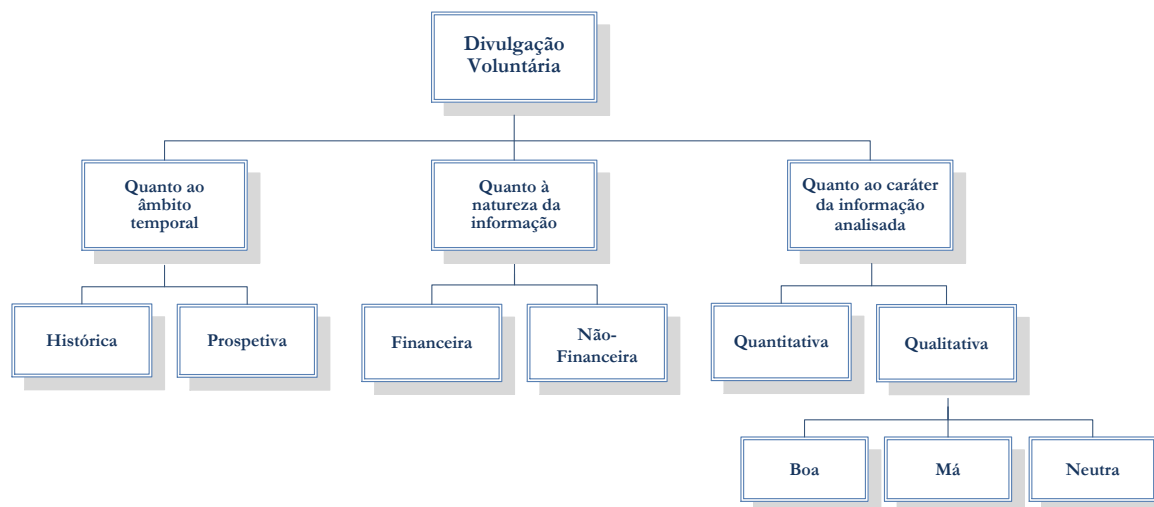 Divulgação
Voluntária
Quanto ao
âmbito
temporal
Quanto à
natureza da
informação
Quanto ao caráter
da informação
analisada
Histórica
Prospetiva
Financeira
Não-
Financeira
Quantitativa
Qualitativa
Boa
Má
Neutra